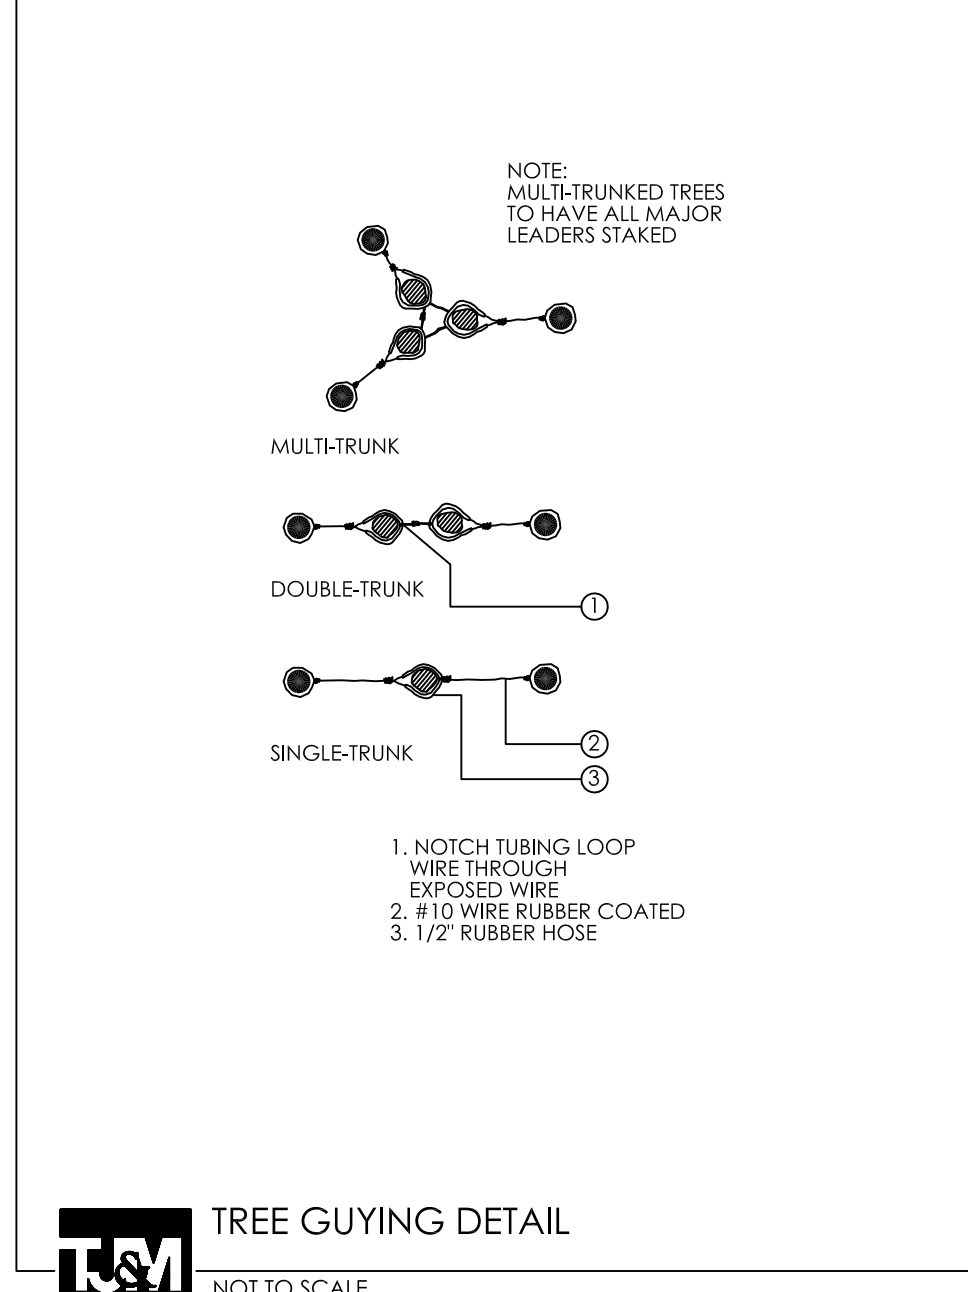 NOTE:
MULTI-TRUNKED TREES
TO HAVE ALL MAJOR
LEADERS STAKED
MULTI-TRUNK
DOUBLE-TRUNK
1
SINGLE-TRUNK
2
3
1. NOTCH TUBING LOOP
WIRE THROUGH
EXPOSED WIRE
2. #10 WIRE RUBBER COATED
3. 1/2" RUBBER HOSE
TREE GUYING DETAIL
TJ&M
NOT TO SCALE